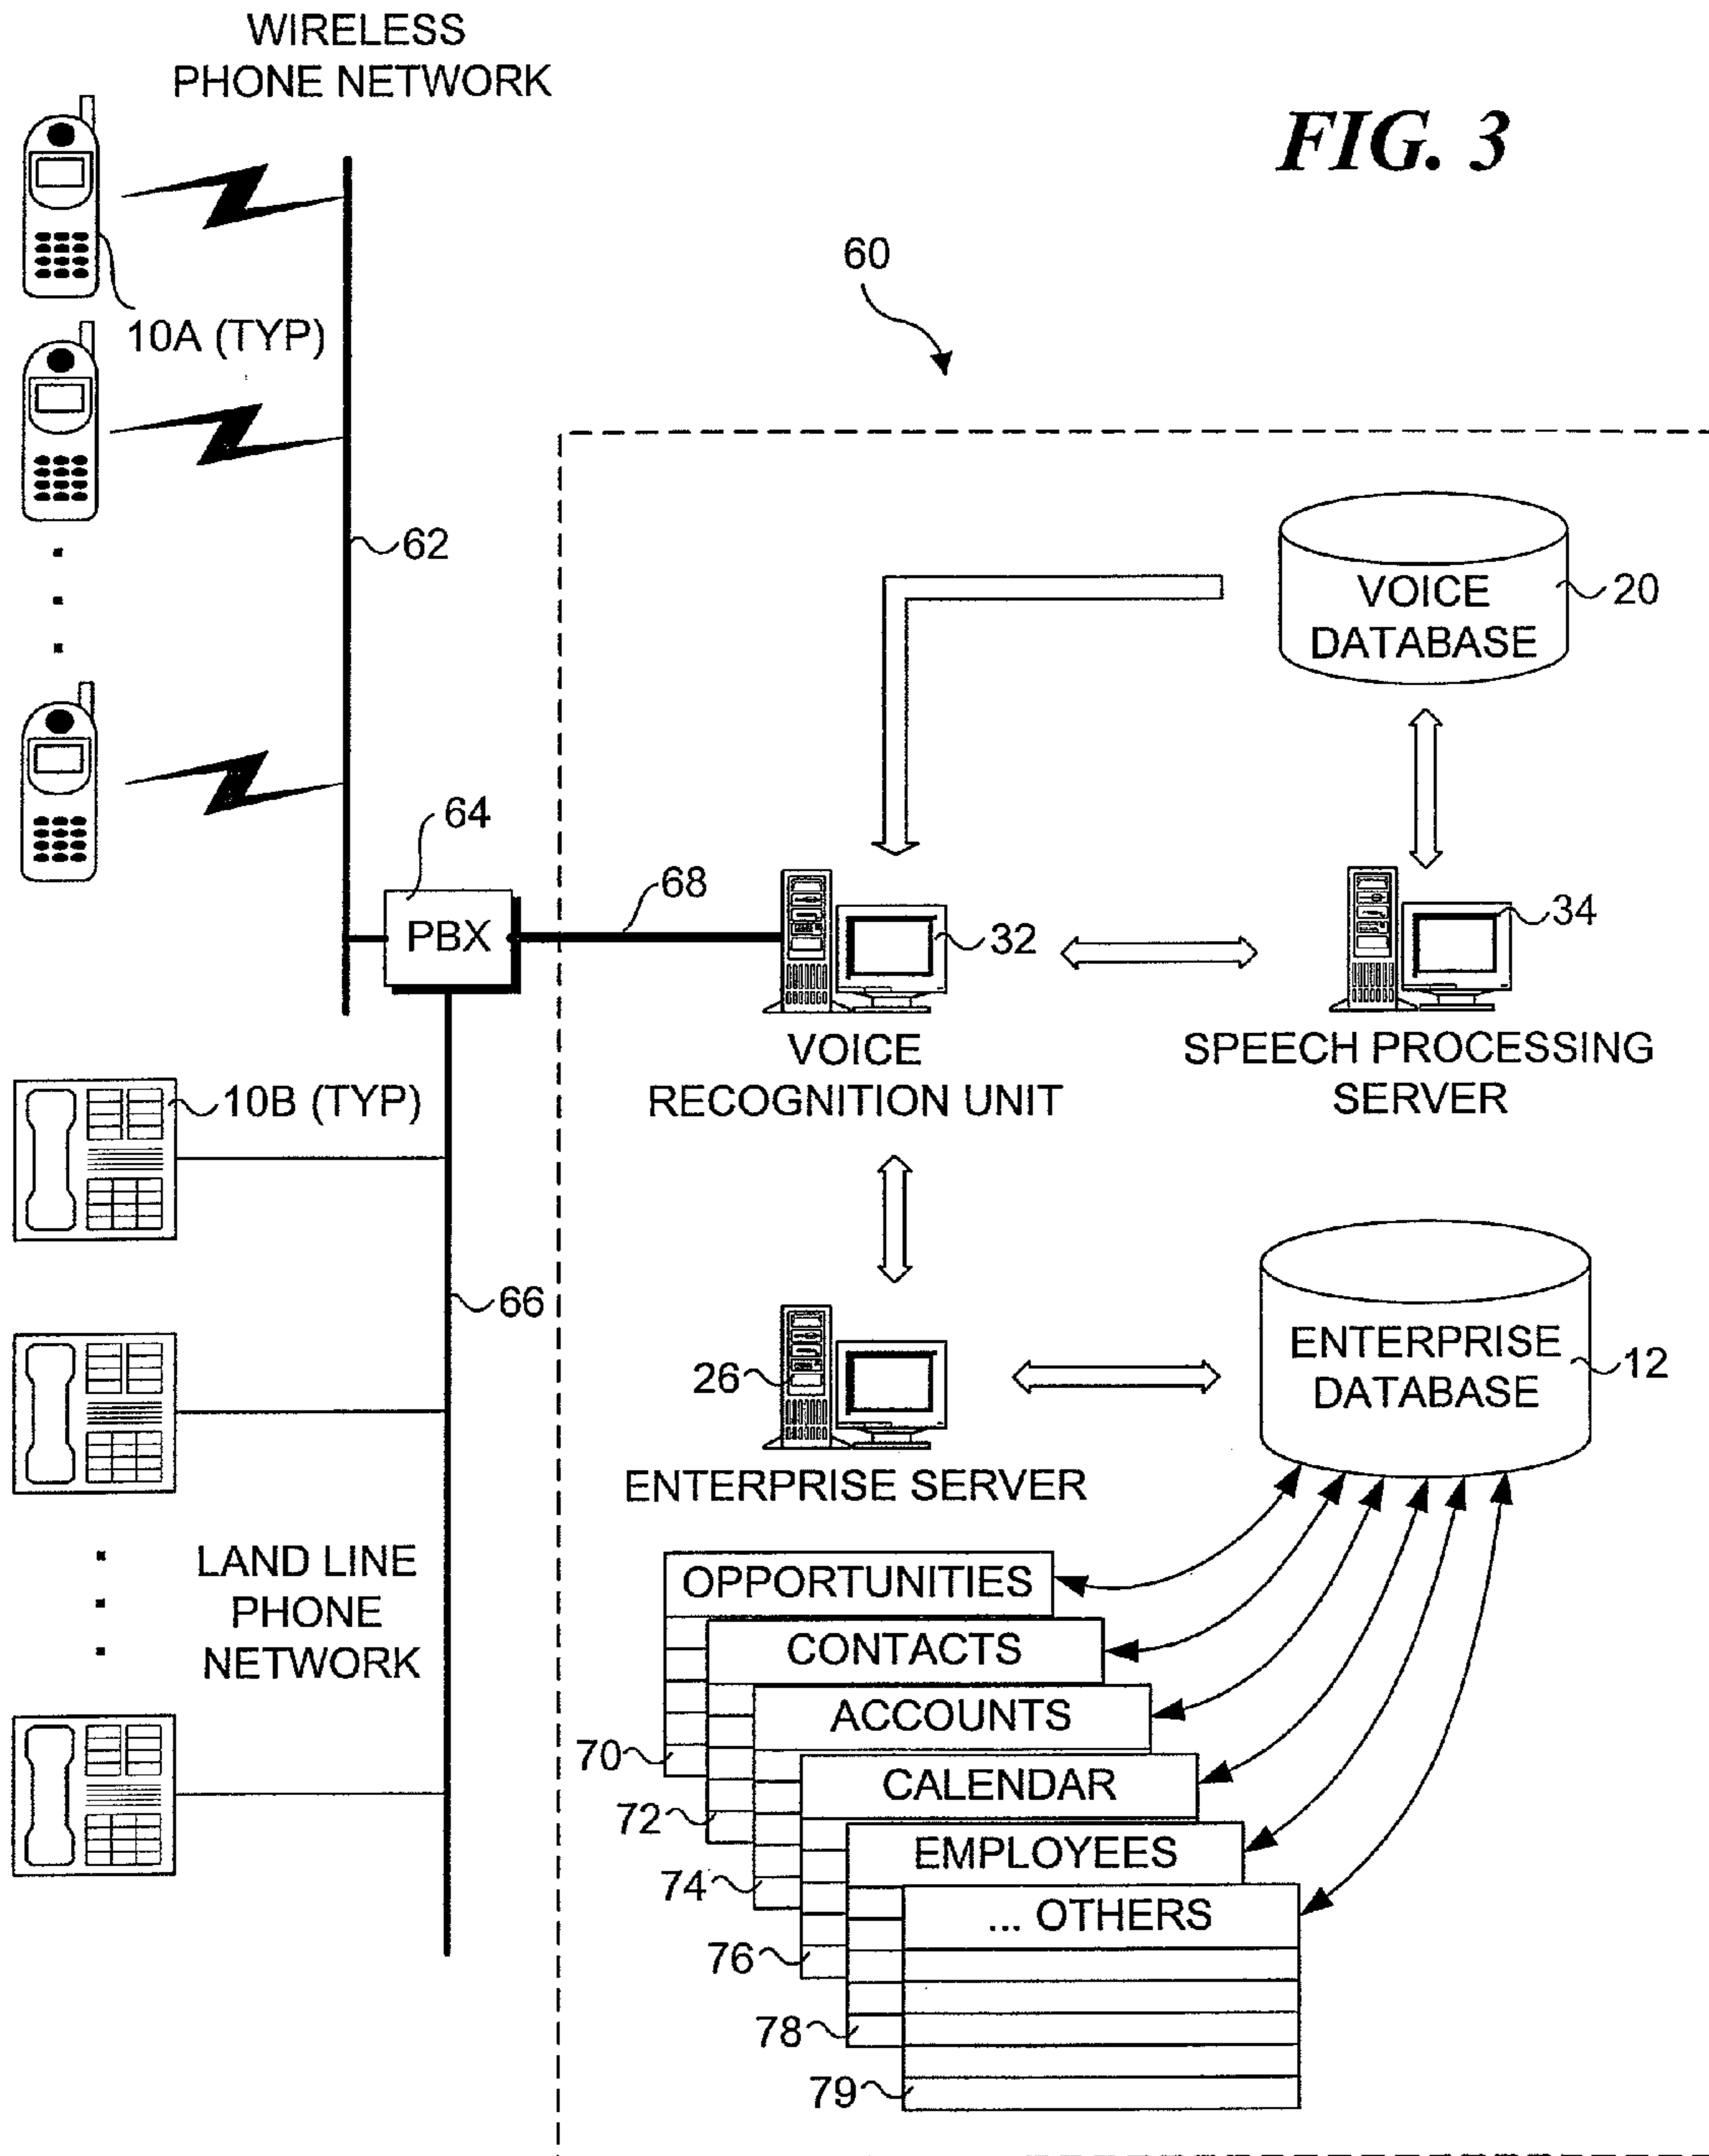 WIRELESS
PHONE NETWORK
FIG. 3
60
10A (TYP)
62
VOICE
DATABASE
20
64
PBX
68
32
34
VOICE
RECOGNITION UNIT
SPEECH PROCESSING
SERVER
10B (TYP)
66
26
ENTERPRISE
DATABASE
12
ENTERPRISE SERVER
LAND LINE
PHONE
NETWORK
OPPORTUNITIES
CONTACTS
ACCOUNTS
CALENDAR
EMPLOYEES
... OTHERS
70
72
74
76
78
79